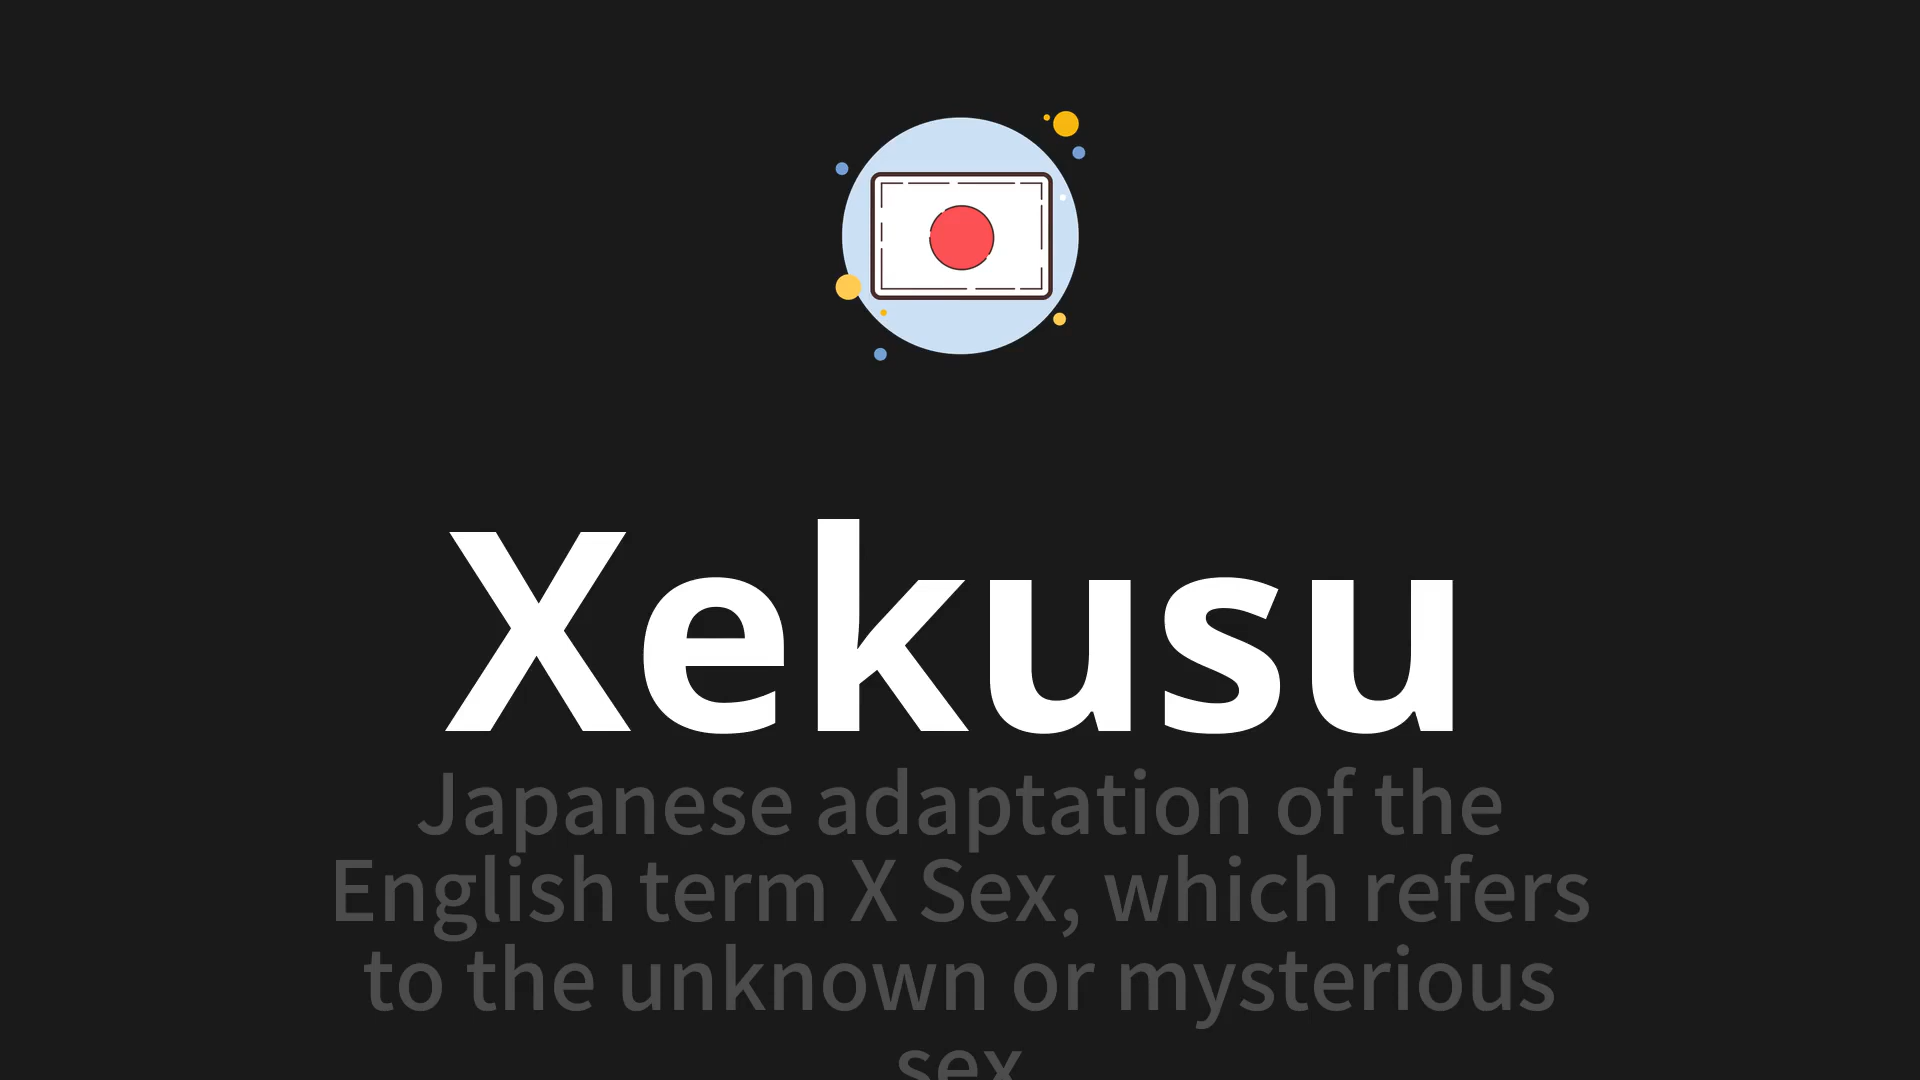 Xekusu
Japanese adaptation of the
English term X Sex, which refers
to the unknown or mysterious
sex